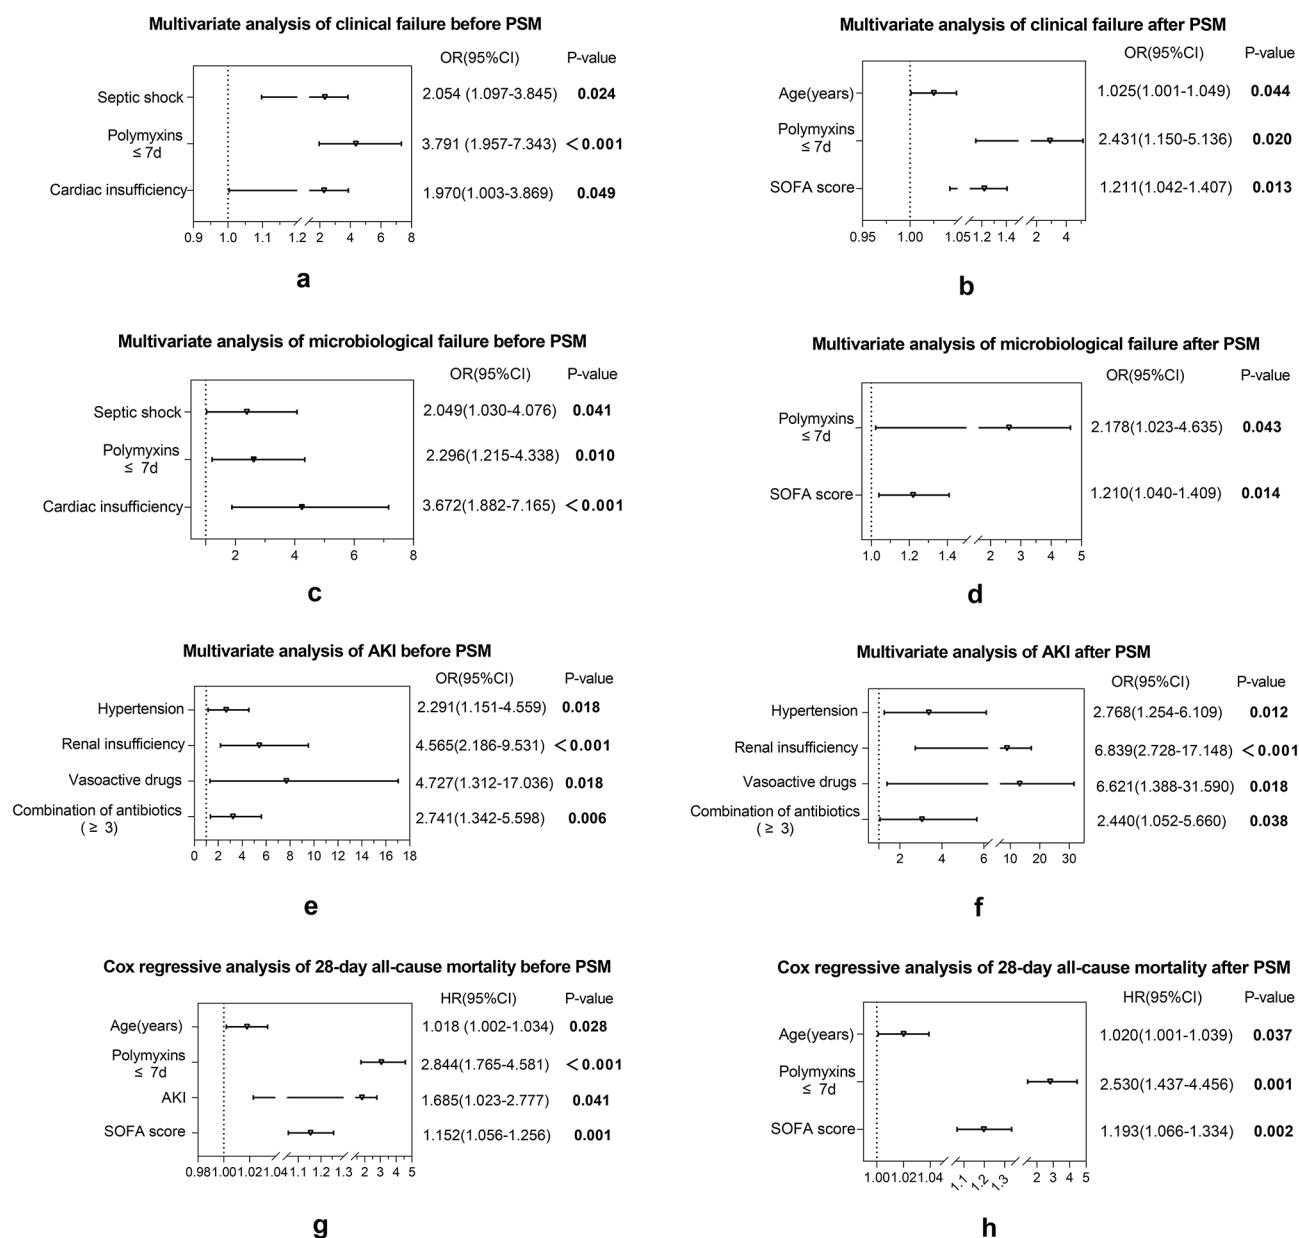 Multivariate analysis of clinical failure before PSM
OR(95%CI) P-value
Septic shock 2.054 (1.097-3.845) 0.024
Polymyxins
≤ 7d 3.791 (1.957-7.343) <0.001
Cardiac insufficiency 1.970(1.003-3.869) 0.049
0.9 1.0 1.1 1.2 2 4 6 8
a
Multivariate analysis of clinical failure after PSM
OR(95%CI) P-value
Age(years) 1.025(1.001-1.049) 0.044
Polymyxins
≤ 7d 2.431(1.150-5.136) 0.020
SOFA score 1.211(1.042-1.407) 0.013
0.95 1.00 1.05 1.2 1.4 2 4
b
Multivariate analysis of microbiological failure before PSM
OR(95%CI) P-value
Septic shock 2.049(1.030-4.076) 0.041
Polymyxins
≤ 7d 2.296(1.215-4.338) 0.010
Cardiac insufficiency 3.672(1.882-7.165) <0.001
2 4 6 8
c
Multivariate analysis of microbiological failure after PSM
OR(95%CI) P-value
Polymyxins
≤ 7d 2.178(1.023-4.635) 0.043
SOFA score 1.210(1.040-1.409) 0.014
1.0 1.2 1.4 2 3 4 5
d
Multivariate analysis of AKI before PSM
OR(95%CI) P-value
Hypertension 2.291(1.151-4.559) 0.018
Renal insufficiency 4.565(2.186-9.531) <0.001
Vasoactive drugs 4.727(1.312-17.036) 0.018
Combination of antibiotics
(≥ 3) 2.741(1.342-5.598) 0.006
0 2 4 6 8 10 12 14 16 18
e
Multivariate analysis of AKI after PSM
OR(95%CI) P-value
Hypertension 2.768(1.254-6.109) 0.012
Renal insufficiency 6.839(2.728-17.148) <0.001
Vasoactive drugs 6.621(1.388-31.590) 0.018
Combination of antibiotics
(≥ 3) 2.440(1.052-5.660) 0.038
2 4 6 10 20 30
f
Cox regressive analysis of 28-day all-cause mortality before PSM
HR(95%CI) P-value
Age(years) 1.018 (1.002-1.034) 0.028
Polymyxins
≤ 7d 2.844(1.765-4.581) <0.001
AKI 1.685(1.023-2.777) 0.041
SOFA score 1.152(1.056-1.256) 0.001
0.98 1.00 1.02 1.04 1.1 1.2 1.3 2 3 4 5
g
Cox regressive analysis of 28-day all-cause mortality after PSM
HR(95%CI) P-value
Age(years) 1.020(1.001-1.039) 0.037
Polymyxins
≤ 7d 2.530(1.437-4.456) 0.001
SOFA score 1.193(1.066-1.334) 0.002
1.00 1.02 1.04 1.1 1.2 1.3 2 3 4 5
h